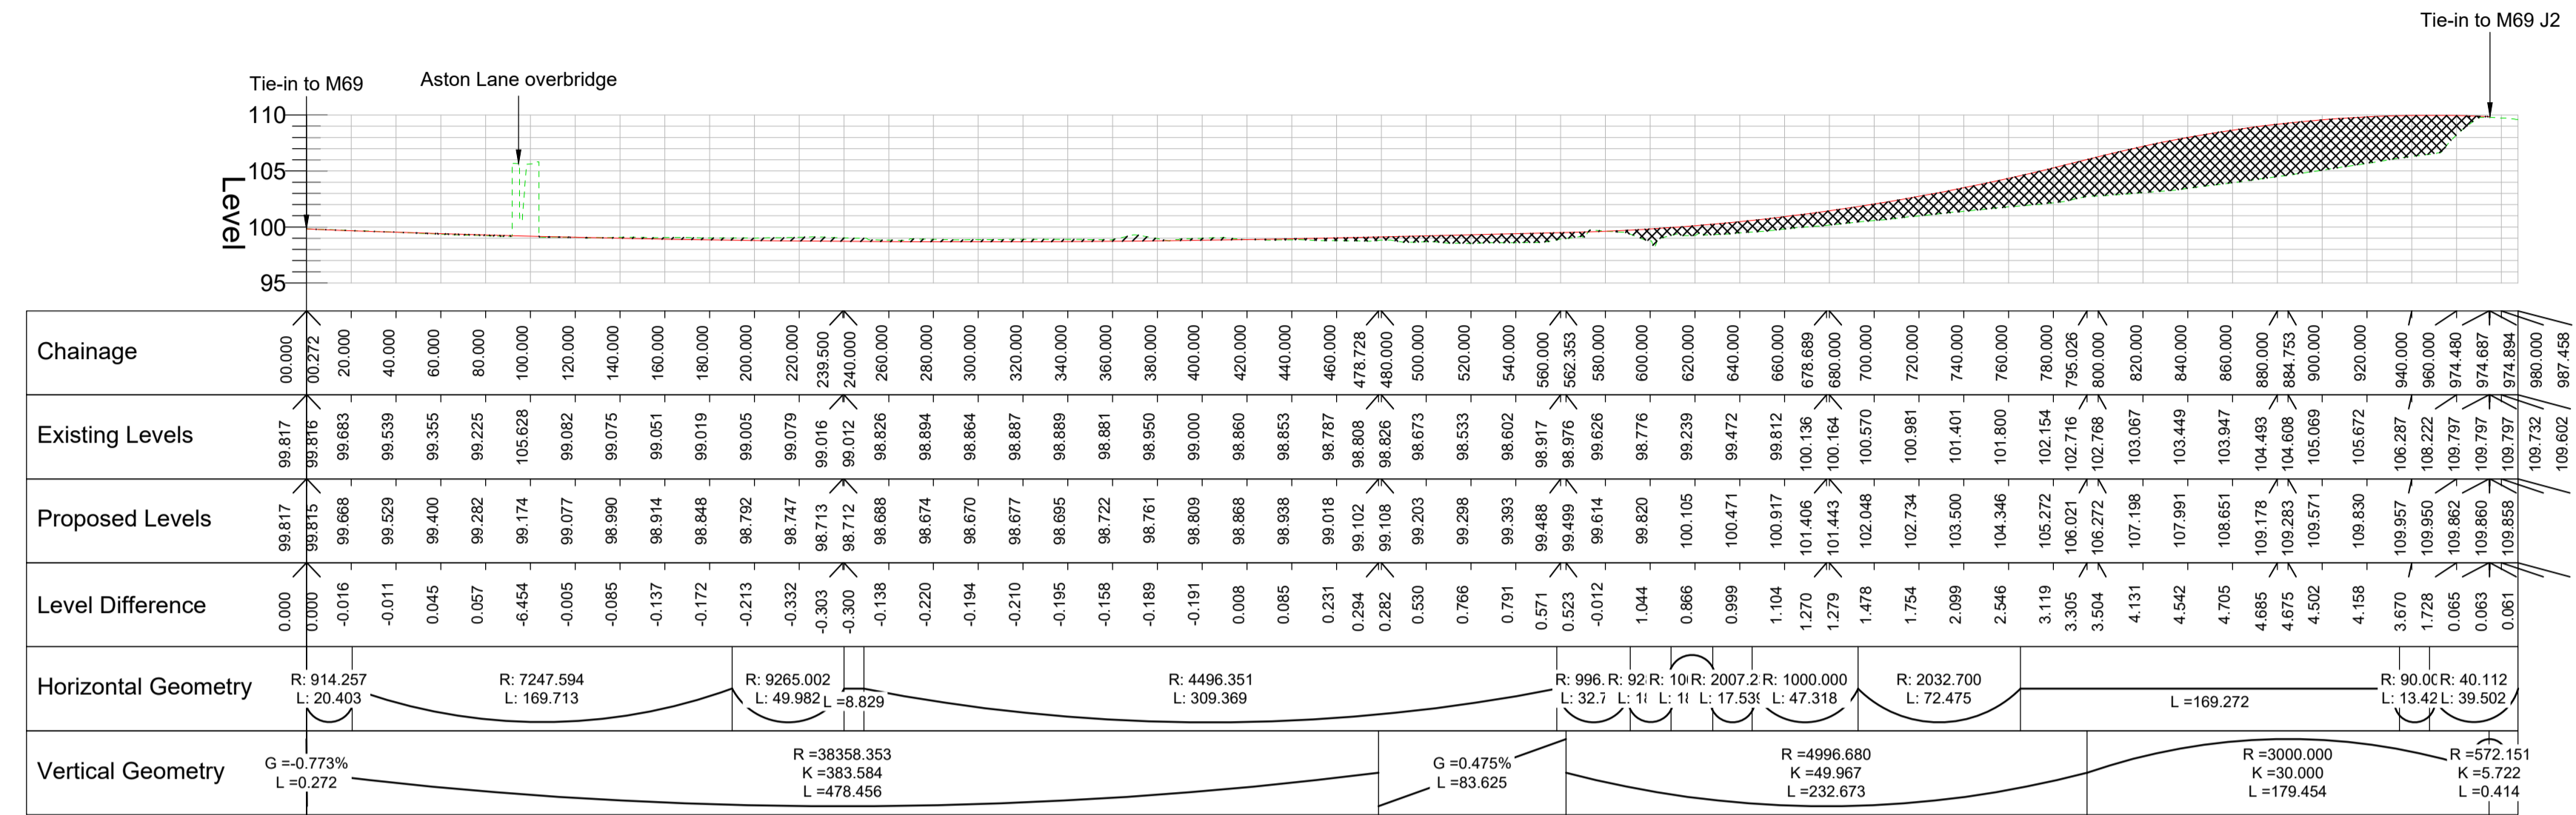 Tie-in to M69 J2
Tie-in to M69
Aston Lane overbridge
110
105
100
95
Level
Chainage
00.000 00.272 20.000 40.000 60.000 80.000 100.000 120.000 140.000 160.000 180.000 200.000 220.000 239.500 240.000 260.000 280.000 300.000 320.000 340.000 360.000 380.000 400.000 420.000 440.000 460.000 478.728 480.000 500.000 520.000 540.000 560.000 562.353 580.000 600.000 620.000 640.000 660.000 678.689 680.000 700.000 720.000 740.000 760.000 780.000 795.026 800.000 820.000 840.000 860.000 880.000 884.753 900.000 920.000 940.000 960.000 974.480 974.687 974.894 980.000 987.458
Existing Levels
99.817 99.816 99.683 99.539 99.355 99.225 105.628 99.082 99.075 99.051 99.019 99.005 99.079 99.016 99.012 98.826 98.894 98.864 98.887 98.889 98.881 98.950 99.000 98.860 98.853 98.787 98.808 98.826 98.673 98.533 98.602 98.917 98.976 99.626 98.776 99.239 99.472 99.812 100.136 100.164 100.570 100.981 101.401 101.800 102.154 102.716 102.768 103.067 103.449 103.947 104.493 104.608 105.069 105.672 106.287 108.222 109.797 109.797 109.797 109.732 109.602
Proposed Levels
99.817 99.815 99.668 99.529 99.400 99.282 99.174 99.077 98.990 98.914 98.848 98.792 98.747 98.713 98.712 98.688 98.674 98.670 98.677 98.695 98.722 98.761 98.809 98.868 98.938 99.018 99.102 99.108 99.203 99.298 99.393 99.488 99.499 99.614 99.820 100.105 100.471 100.917 101.406 101.443 102.048 102.734 103.500 104.346 105.272 106.021 106.272 107.198 107.991 108.651 109.178 109.283 109.571 109.830 109.957 109.950 109.862 109.860 109.858
Level Difference
0.000 0.000 -0.016 -0.011 0.045 0.057 -6.454 -0.005 -0.085 -0.137 -0.172 -0.213 -0.332 -0.303 -0.300 -0.138 -0.220 -0.194 -0.210 -0.195 -0.158 -0.189 -0.191 0.008 0.085 0.231 0.294 0.282 0.530 0.766 0.791 0.571 0.523 -0.012 1.044 0.866 0.999 1.104 1.270 1.279 1.478 1.754 2.099 2.546 3.119 3.305 3.504 4.131 4.542 4.705 4.685 4.675 4.502 4.158 3.670 1.728 0.065 0.063 0.061
Horizontal Geometry
R: 914.257
L: 20.403
R: 7247.594
L: 169.713
R: 9265.002
L: 49.982
L =8.829
R: 4496.351
L: 309.369
R: 996.
L: 32.7
R: 92
L:
R:
L:
R: 2007.2
L: 17.53
R: 1000.000
L: 47.318
R: 2032.700
L: 72.475
L =169.272
R: 90.00
L: 13.42
R: 40.112
L: 39.502
Vertical Geometry
G =-0.773%
L =0.272
R =38358.353
K =383.584
L =478.456
G =0.475%
L =83.625
R =4996.680
K =49.967
L =232.673
R =3000.000
K =30.000
L =179.454
R =572.151
K =5.722
L =0.414